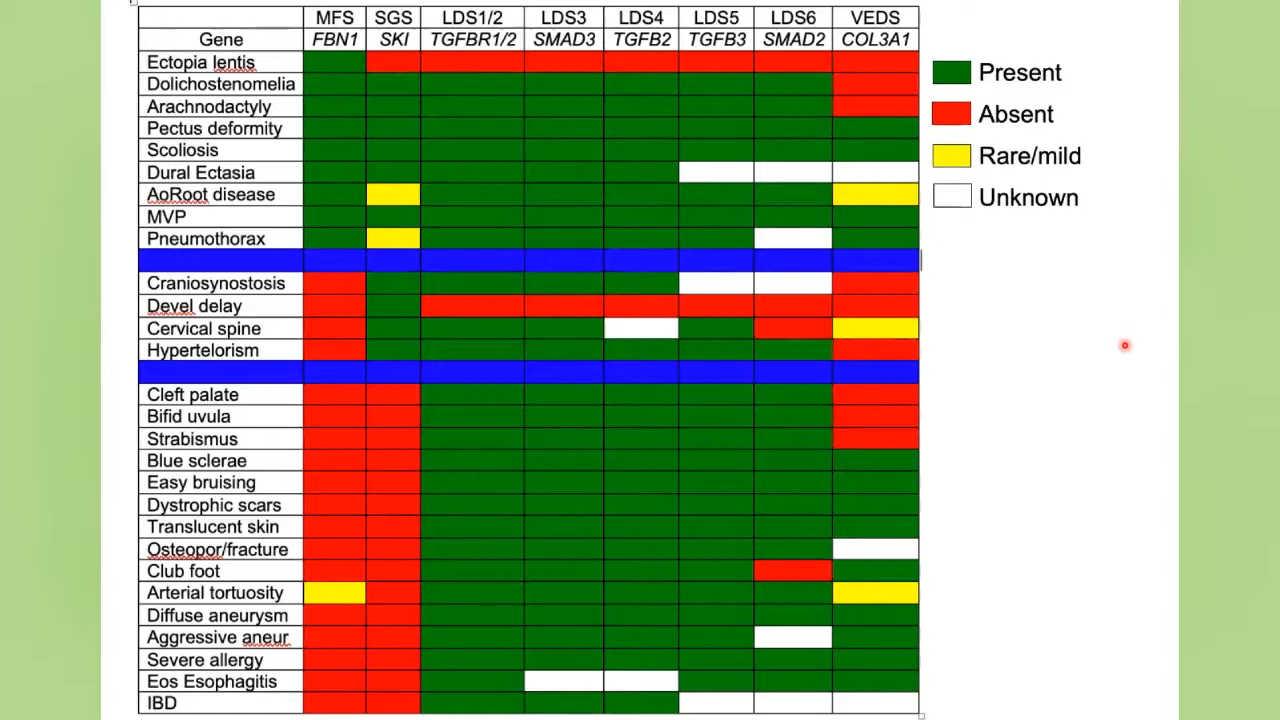 MFS SGS LDS1/2 LDS3 LDS4 LDS5 LDS6 VEDS
Gene FBN1 SKI TGFBR1/2 SMAD3 TGFB2 TGFB3 SMAD2 COL3A1
Ectopia lentis
Dolichostenomelia
Arachnodactyly
Pectus deformity
Scoliosis
Dural Ectasia
AoRoot disease
MVP
Pneumothorax
Craniosynostosis
Devel delay
Cervical spine
Hypertelorism
Cleft palate
Bifid uvula
Strabismus
Blue sclerae
Easy bruising
Dystrophic scars
Translucent skin
Osteopor/fracture
Club foot
Arterial tortuosity
Diffuse aneurysm
Aggressive aneur
Severe allergy
Eos Esophagitis
IBD
Present
Absent
Rare/mild
Unknown